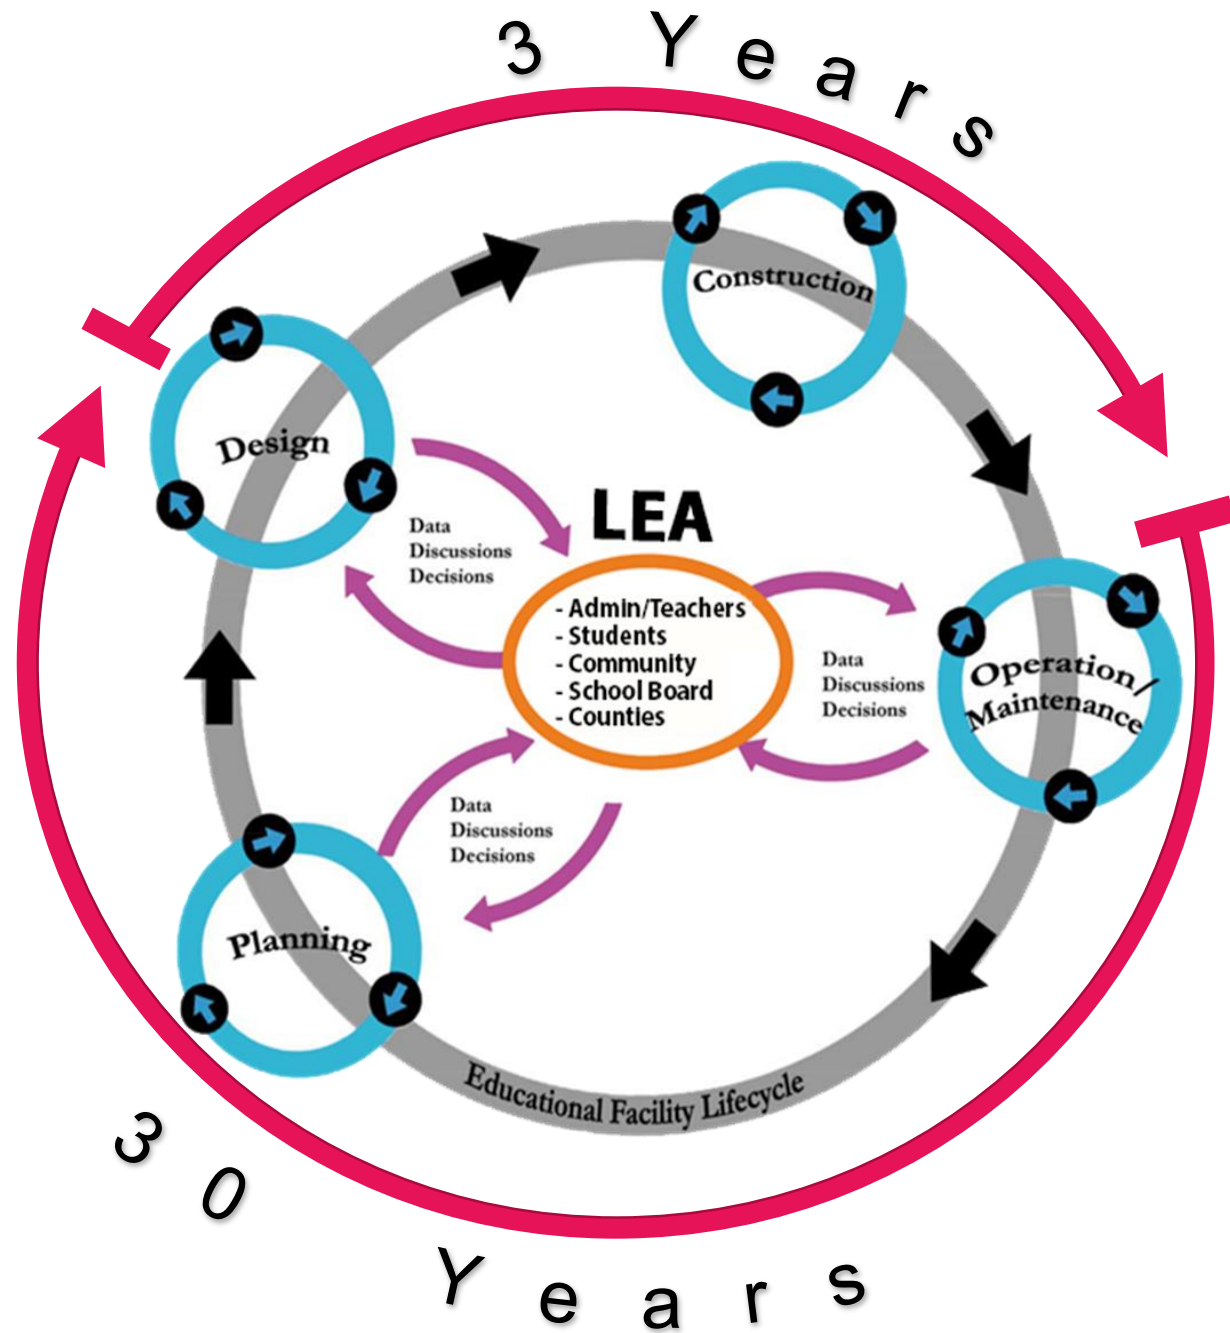 3 Years
Construction
Design
Data
Discussions
Decisions
LEA
- Admin/Teachers
- Students
- Community
- School Board
- Counties
Data
Discussions
Decisions
Operation/
Maintenance
Data
Discussions
Decisions
Planning
Educational Facility Lifecycle
30 Years